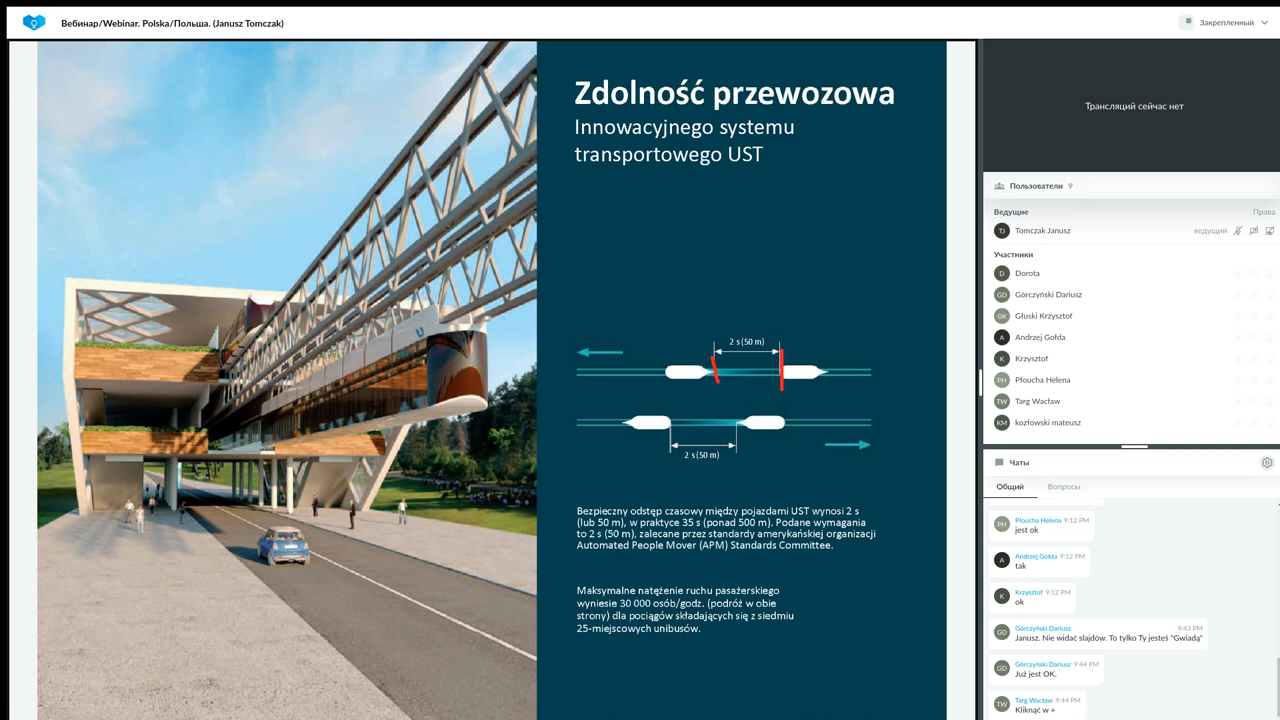 Вебинар/Webinar. Polska/Польша. (Janusz Tomczak)
Закрепленный
Zdolność przewozowa
Innowacyjnego systemu
transportowego UST
2 s (50 m)
2 s (50 m)
Bezpieczny odstęp czasowy między pojazdami UST wynosi 2 s
(lub 50 m), w praktyce 35 s (ponad 500 m). Podane wymagania
to 2 s (50 m), zalecane przez standardy amerykańskiej organizacji
Automated People Mover (APM) Standards Committee.
Maksymalne natężenie ruchu pasażerskiego
wyniesie 30 000 osób/godz. (podróż w obie
strony) dla pociągów składających się z siedmiu
25-miejscowych unibusów.
Трансляций сейчас нет
Пользователи 9
Ведущие Права
TJ Tomczak Janusz ведущий
Участники
D Dorota
GD Górczyński Dariusz
GK Głuski Krzysztof
A Andrzej Gołda
K Krzysztof
PH Płoucha Helena
TW Targ Wacław
KM kozłowski mateusz
Чаты
Общий Вопросы
PH Płoucha Helena 9:12 PM
jest ok
A Andrzej Gołda 9:12 PM
tak
K Krzysztof 9:12 PM
ok
GD Górczyński Dariusz 9:43 PM
Janusz. Nie widać slajdów. To tylko Ty jesteś "Gwiadą"
GD Górczyński Dariusz 9:44 PM
Już jest OK.
TW Targ Wacław 9:44 PM
Kliknąć w +